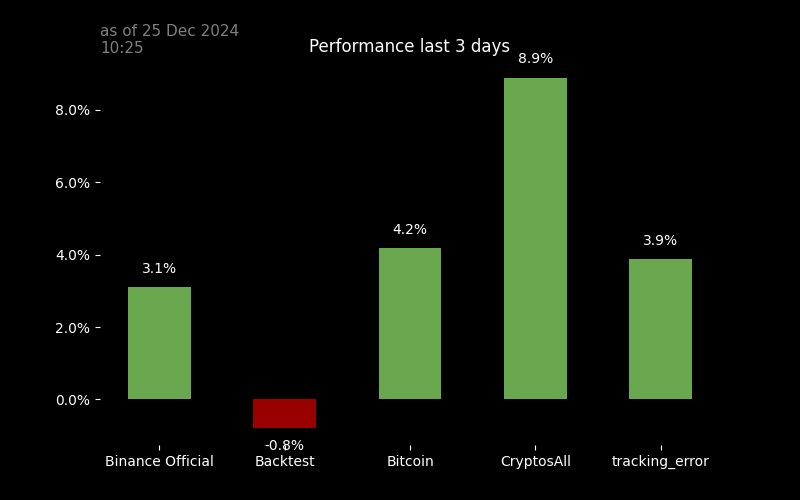 as of 25 Dec 2024
10:25
Performance last 3 days
8.9%
8.0%
6.0%
4.2%
4.0%
3.9%
3.1%
2.0%
0.0%
-0.8%
Binance Official
Backtest
Bitcoin
CryptosAll
tracking_error